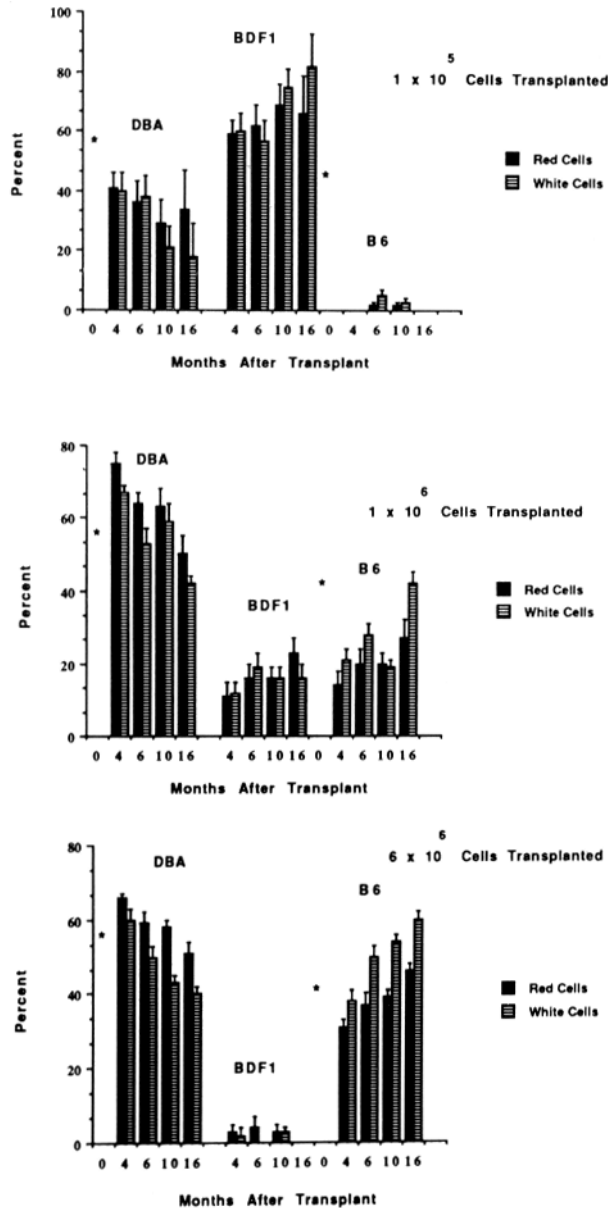 100
BDF1
5
1 x 10 Cells Transplanted
80
DBA
60
*
Percent
Red Cells
*
White Cells
40
B6
20
0
0 4 6 10 16 4 6 10 16 0 4 6 10 16
Months After Transplant
80
DBA
6
1 x 10 Cells Transplanted
60
*
B6
*
Percent
Red Cells
40
BDF1
White Cells
20
0
0 4 6 10 16 4 6 10 16 0 4 6 10 16
Months After Transplant
80
6
6 x 10 Cells Transplanted
DBA
B6
60
*
*
Percent
Red Cells
40
White Cells
BDF1
20
0
0 4 6 10 16 4 6 10 16 0 4 6 10 16
Months After Transplant